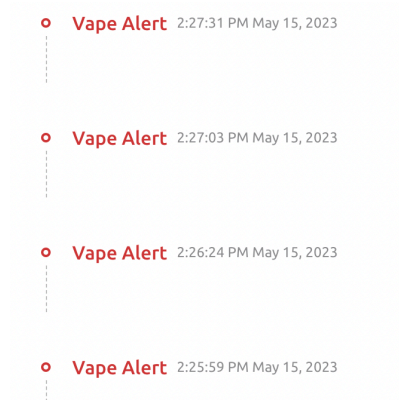 Vape Alert 2:27:31 PM May 15, 2023
Vape Alert 2:27:03 PM May 15, 2023
Vape Alert 2:26:24 PM May 15, 2023
Vape Alert 2:25:59 PM May 15, 2023